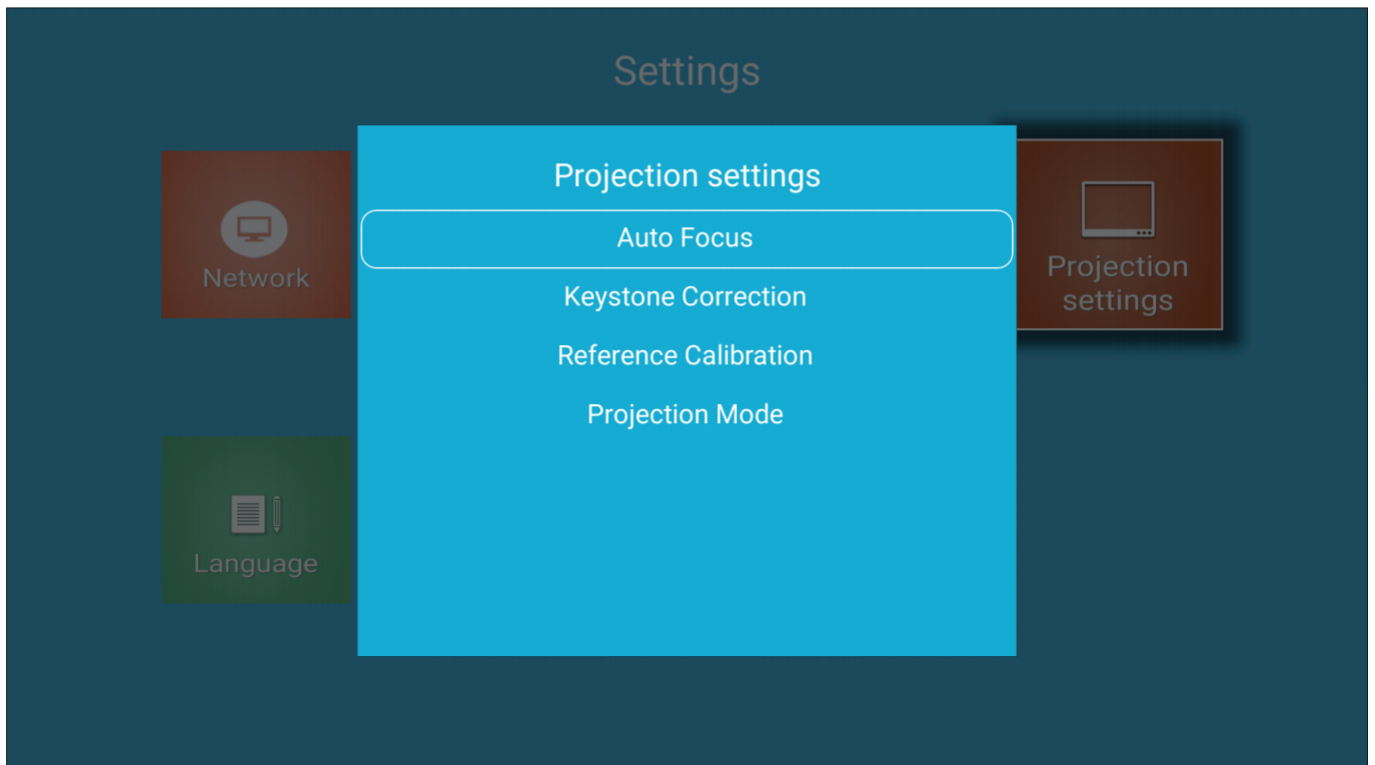 Settings
Projection settings
Auto Focus
Keystone Correction
Reference Calibration
Projection Mode
Network
Projection
settings
Language